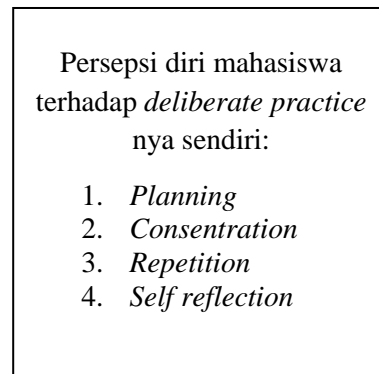 Persepsi diri mahasiswa
terhadap deliberate practice
nya sendiri:
1. Planning
2. Consentration
3. Repetition
4. Self reflection